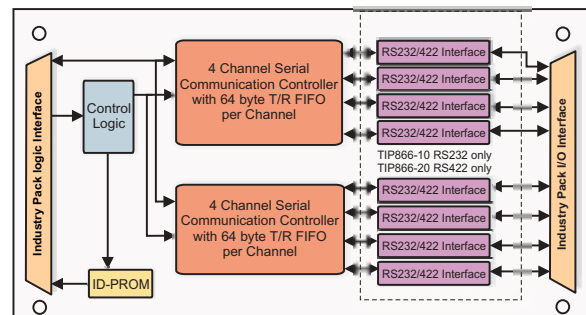 Industry Pack logic Interface
Control
Logic
ID-PROM
4 Channel Serial
Communication Controller
with 64 byte T/R FIFO
per Channel
4 Channel Serial
Communication Controller
with 64 byte T/R FIFO
per Channel
RS232/422 Interface
RS232/422 Interface
RS232/422 Interface
RS232/422 Interface
TIP866-10 RS232 only
TIP866-20 RS422 only
RS232/422 Interface
RS232/422 Interface
RS232/422 Interface
RS232/422 Interface
Industry Pack I/O Interface